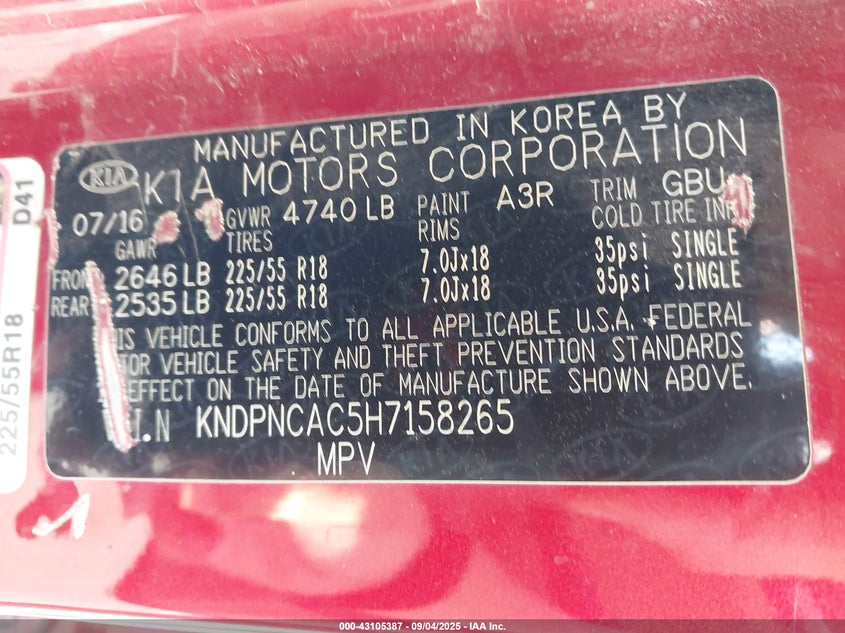 MANUFACTURED IN KOREA BY
KIA KIA MOTORS CORPORATION
07/16 GVWR 4740 LB PAINT A3R TRIM GBU
GAWR TIRES RIMS COLD TIRE INF
FRONT 2646 LB 225/55 R18 7.0Jx18 35psi SINGLE
REAR 2535 LB 225/55 R18 7.0Jx18 35psi SINGLE
IS VEHICLE CONFORMS TO ALL APPLICABLE U.S.A. FEDERAL
TOR VEHICLE SAFETY AND THEFT PREVENTION STANDARDS
EFFECT ON THE DATE OF MANUFACTURE SHOWN ABOVE.
I.N KNDPNCAC5H7158265
MPV
D41
225/55R18
000-43105387 - 09/04/2025 - IAA Inc.